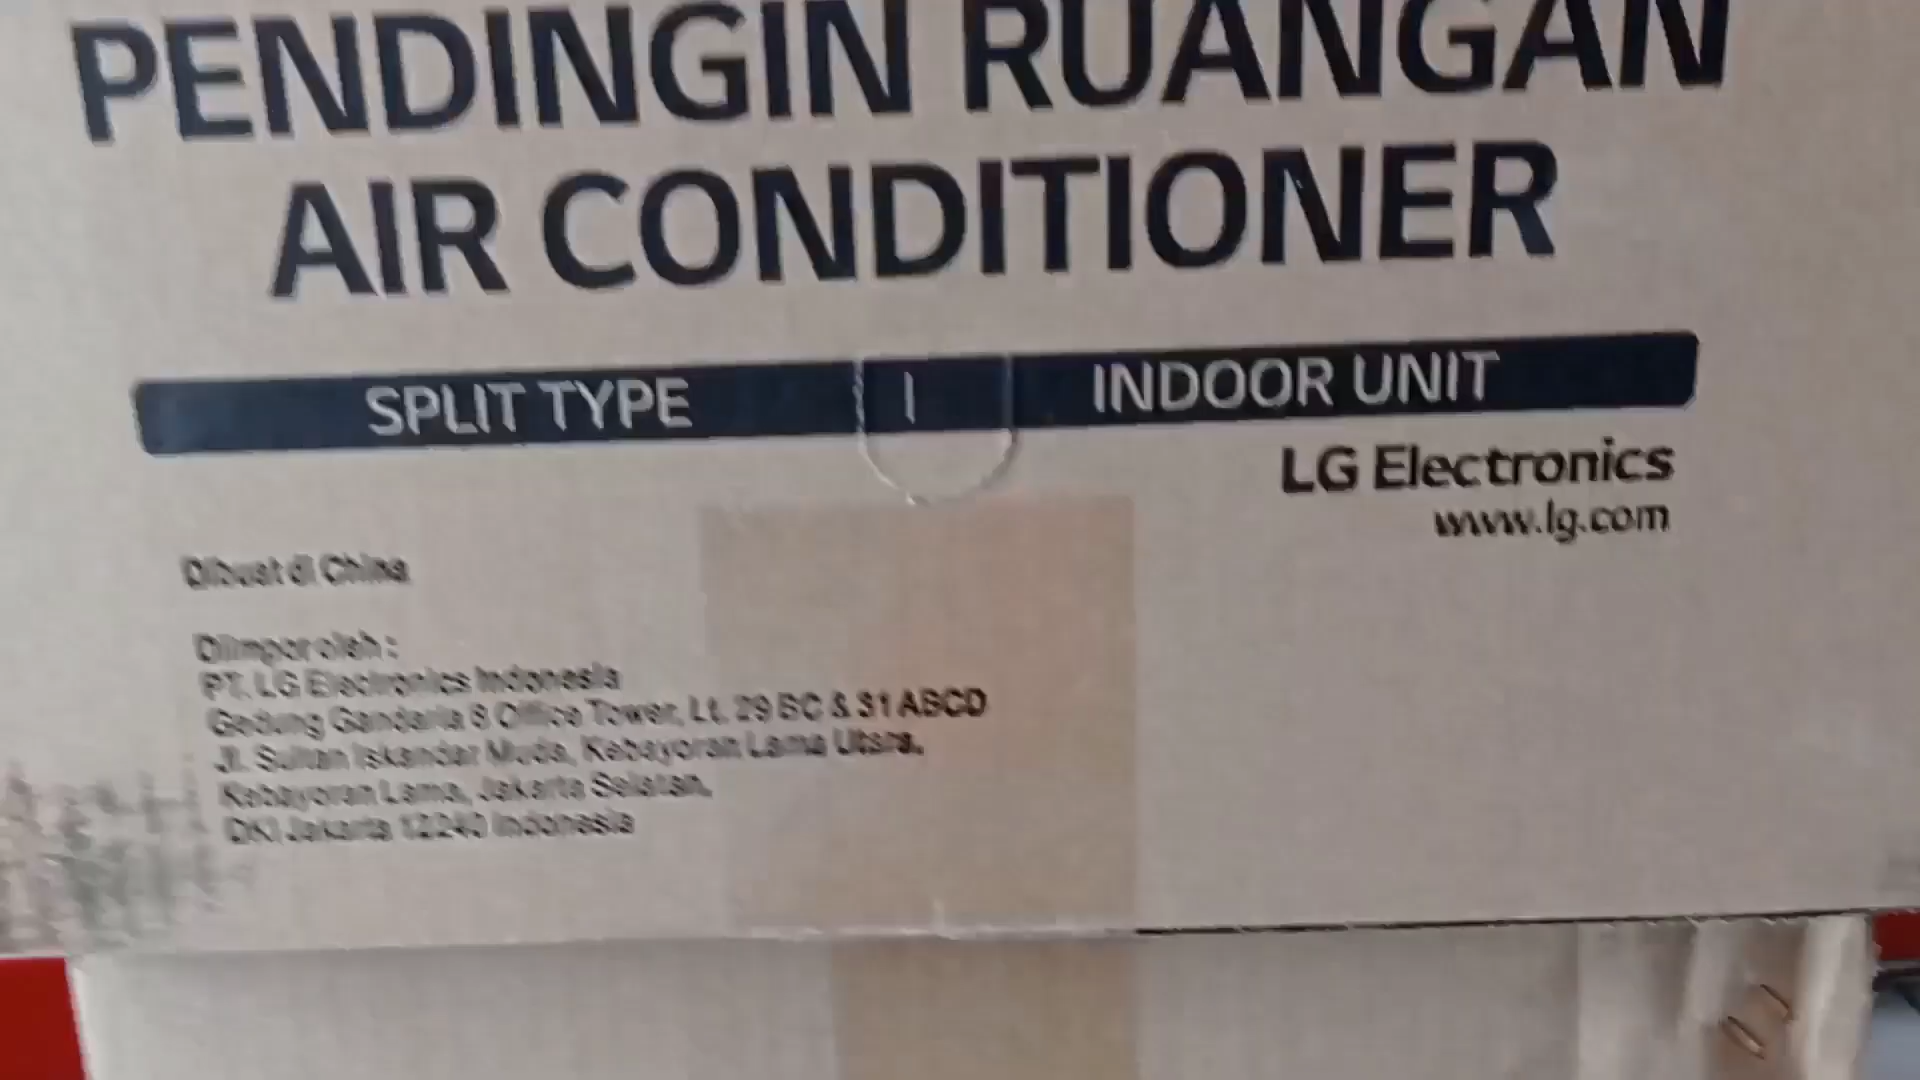 PENDINGIN RUANGAN
AIR CONDITIONER
SPLIT TYPE | INDOOR UNIT
LG Electronics
www.lg.com
Dibuat di China
Diimpor oleh :
PT. LG Electronics Indonesia
Gedung Gandaria 8 Office Tower, Lt. 29 BC & 31 ABCD
Jl. Sultan Iskandar Muda, Kebayoran Lama Utara,
Kebayoran Lama, Jakarta Selatan,
DKI Jakarta 12240 Indonesia